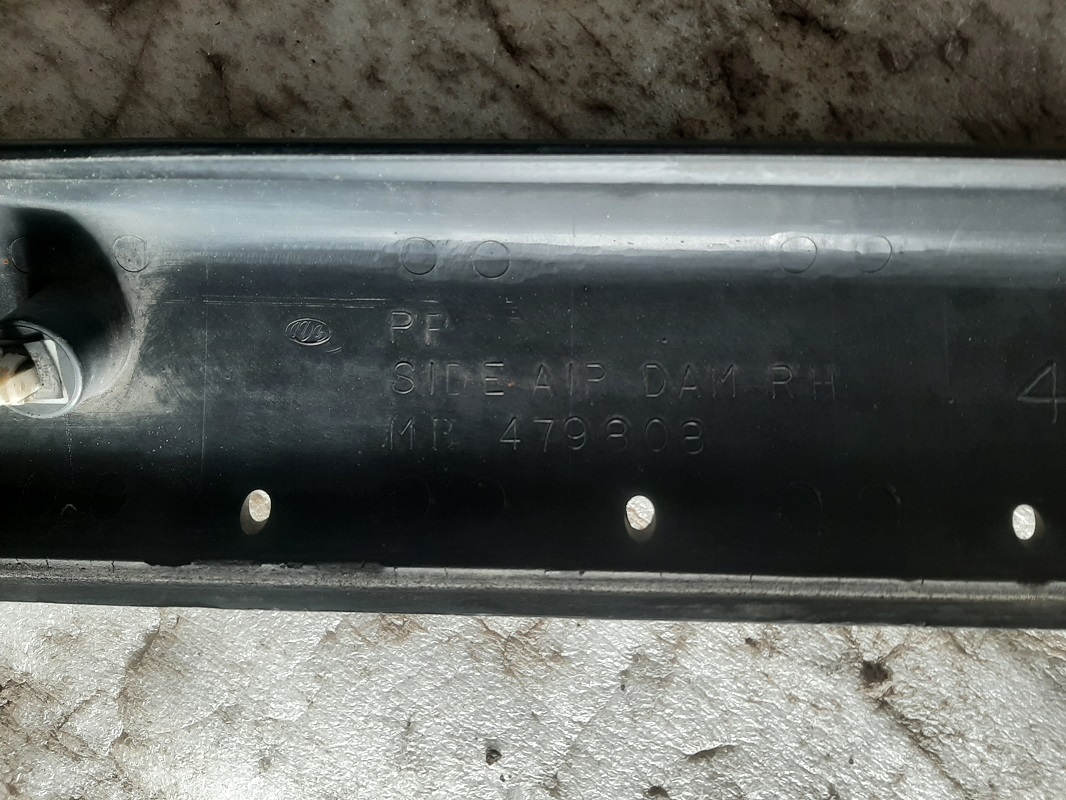 PP
SIDE AIR DAM RH
MB 479808
4